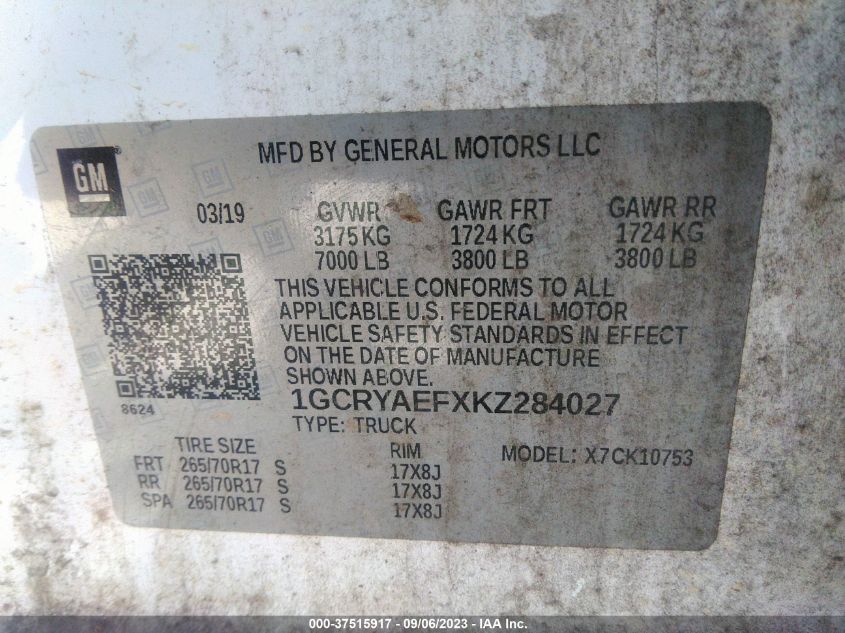 GM
MFD BY GENERAL MOTORS LLC
03/19
GVWR GAWR FRT GAWR RR
3175 KG 1724 KG 1724 KG
7000 LB 3800 LB 3800 LB
THIS VEHICLE CONFORMS TO ALL
APPLICABLE U.S. FEDERAL MOTOR
VEHICLE SAFETY STANDARDS IN EFFECT
ON THE DATE OF MANUFACTURE
SHOWN ABOVE.
8624
1GCRYAEFXKZ284027
TYPE: TRUCK
TIRE SIZE RIM MODEL: X7CK10753
FRT 265/70R17 S 17X8J
RR 265/70R17 S 17X8J
SPA 265/70R17 S 17X8J
000-37515917 - 09/06/2023 - IAA Inc.